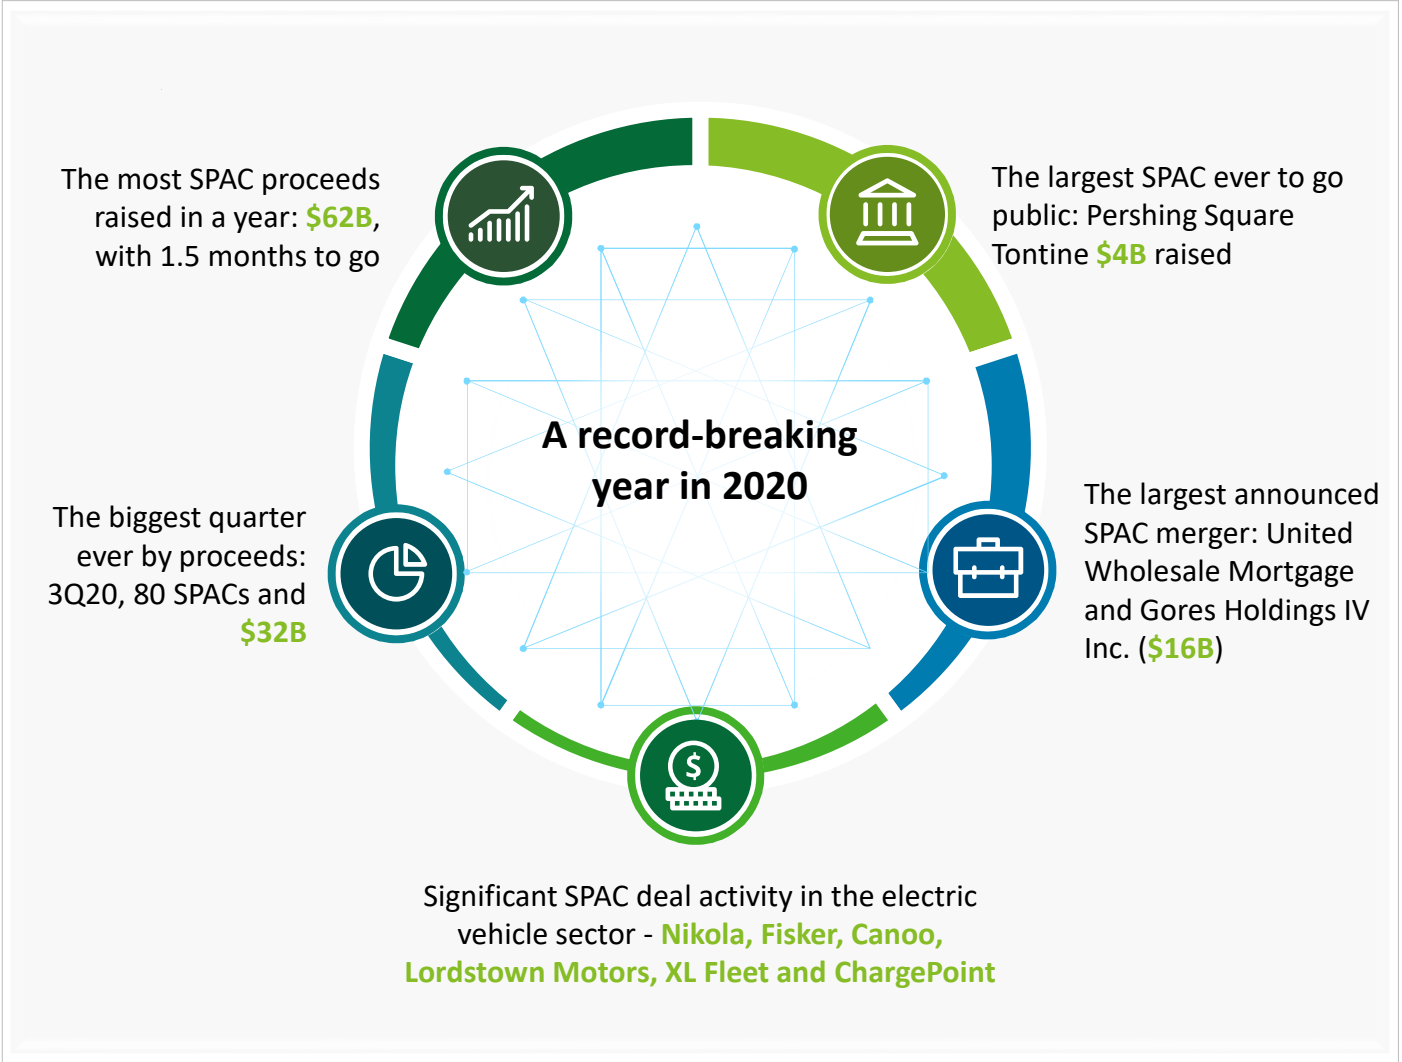 The most SPAC proceeds
raised in a year: $62B,
with 1.5 months to go
The largest SPAC ever to go
public: Pershing Square
Tontine $4B raised
A record-breaking
year in 2020
The biggest quarter
ever by proceeds:
3Q20, 80 SPACs and
$32B
The largest announced
SPAC merger: United
Wholesale Mortgage
and Gores Holdings IV
Inc. ($16B)
$
Significant SPAC deal activity in the electric
vehicle sector - Nikola, Fisker, Canoo,
Lordstown Motors, XL Fleet and ChargePoint